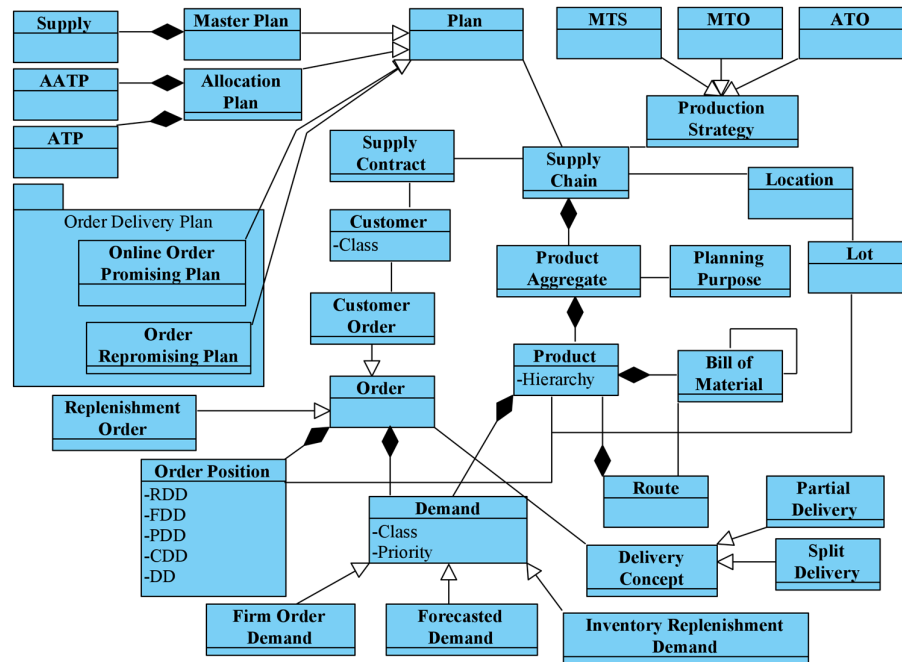 Supply
Master Plan
Plan
MTS
MTO
ATO
AATP
Allocation
Plan
Production
Strategy
ATP
Supply
Contract
Supply
Chain
Location
Order Delivery Plan
Customer
-Class
Online Order
Promising Plan
Product
Aggregate
Planning
Purpose
Lot
Customer
Order
Order
Repromising Plan
Product
-Hierarchy
Bill of
Material
Order
Replenishment
Order
Order Position
-RDD
-FDD
-PDD
-CDD
-DD
Demand
-Class
-Priority
Route
Partial
Delivery
Delivery
Concept
Split
Delivery
Firm Order
Demand
Forecasted
Demand
Inventory Replenishment
Demand